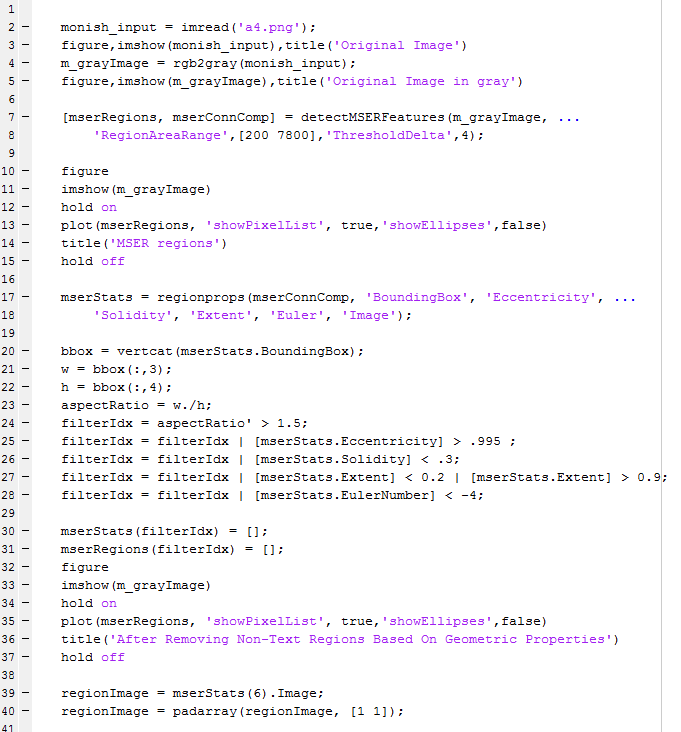 1
2 - monish_input = imread('a4.png');
3 - figure,imshow(monish_input),title('Original Image')
4 - m_grayImage = rgb2gray(monish_input);
5 - figure,imshow(m_grayImage),title('Original Image in gray')
6
7 - [mserRegions, mserConnComp] = detectMSERFeatures(m_grayImage, ...
8 'RegionAreaRange',[200 7800],'ThresholdDelta',4);
9
10 - figure
11 - imshow(m_grayImage)
12 - hold on
13 - plot(mserRegions, 'showPixelList', true,'showEllipses',false)
14 - title('MSER regions')
15 - hold off
16
17 - mserStats = regionprops(mserConnComp, 'BoundingBox', 'Eccentricity', ...
18 'Solidity', 'Extent', 'Euler', 'Image');
19
20 - bbox = vertcat(mserStats.BoundingBox);
21 - w = bbox(:,3);
22 - h = bbox(:,4);
23 - aspectRatio = w./h;
24 - filterIdx = aspectRatio' > 1.5;
25 - filterIdx = filterIdx | [mserStats.Eccentricity] > .995 ;
26 - filterIdx = filterIdx | [mserStats.Solidity] < .3;
27 - filterIdx = filterIdx | [mserStats.Extent] < 0.2 | [mserStats.Extent] > 0.9;
28 - filterIdx = filterIdx | [mserStats.EulerNumber] < -4;
29
30 - mserStats(filterIdx) = [];
31 - mserRegions(filterIdx) = [];
32 - figure
33 - imshow(m_grayImage)
34 - hold on
35 - plot(mserRegions, 'showPixelList', true,'showEllipses',false)
36 - title('After Removing Non-Text Regions Based On Geometric Properties')
37 - hold off
38
39 - regionImage = mserStats(6).Image;
40 - regionImage = padarray(regionImage, [1 1]);
41